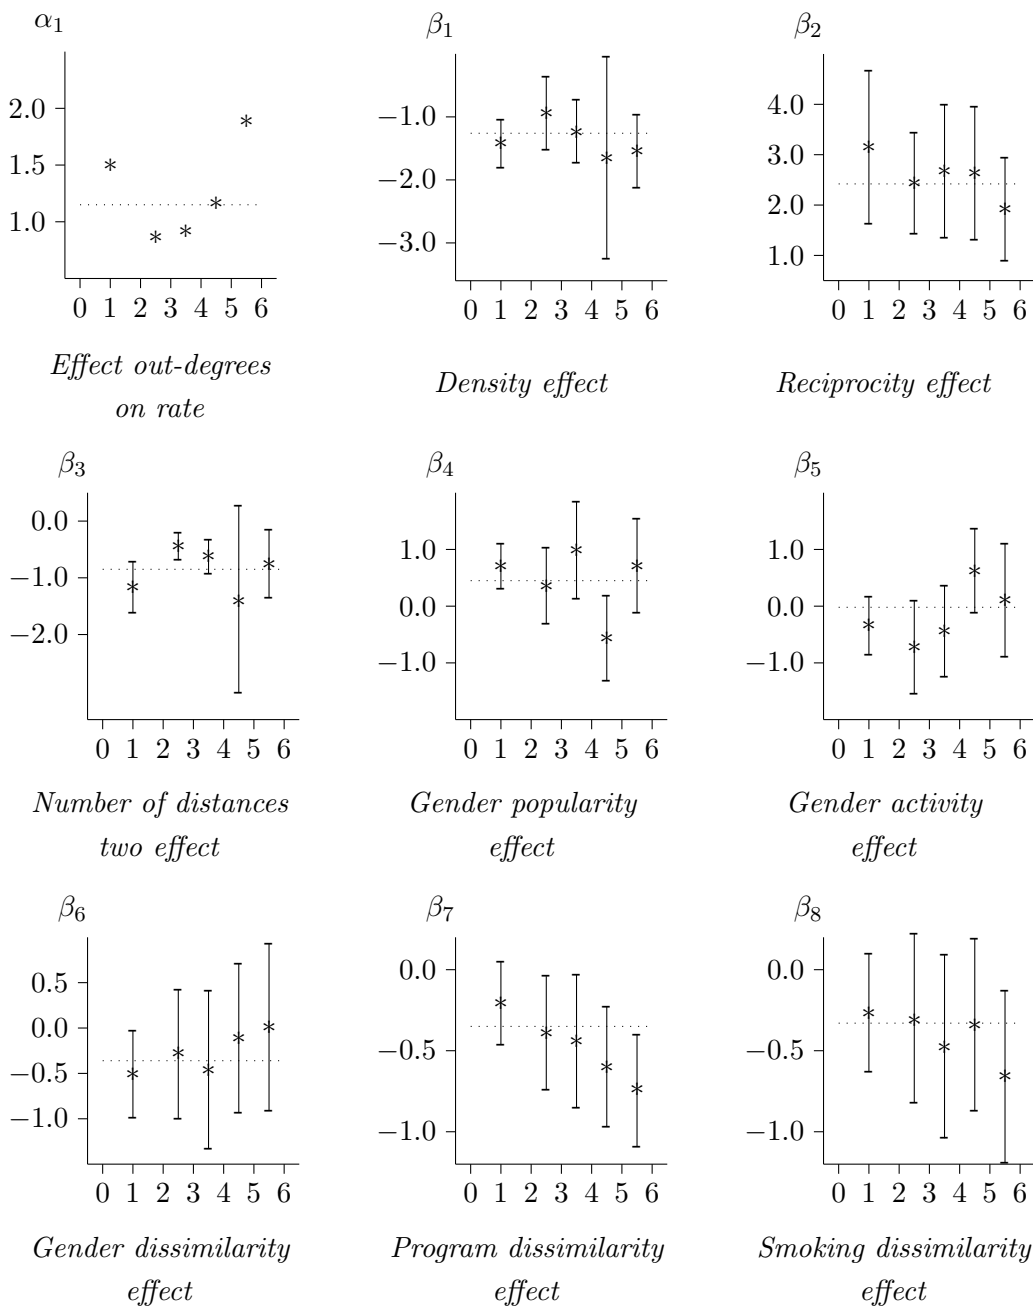 α1
2.0
1.5
1.0
0 1 2 3 4 5 6
Effect out-degrees
on rate
β1
−1.0
−2.0
−3.0
0 1 2 3 4 5 6
Density effect
β2
4.0
3.0
2.0
1.0
0 1 2 3 4 5 6
Reciprocity effect
β3
0.0
−1.0
−2.0
0 1 2 3 4 5 6
Number of distances
two effect
β4
1.0
0.0
−1.0
0 1 2 3 4 5 6
Gender popularity
effect
β5
1.0
0.0
−1.0
0 1 2 3 4 5 6
Gender activity
effect
β6
0.5
0.0
−0.5
−1.0
0 1 2 3 4 5 6
Gender dissimilarity
effect
β7
0.0
−0.5
−1.0
0 1 2 3 4 5 6
Program dissimilarity
effect
β8
0.0
−0.5
−1.0
0 1 2 3 4 5 6
Smoking dissimilarity
effect